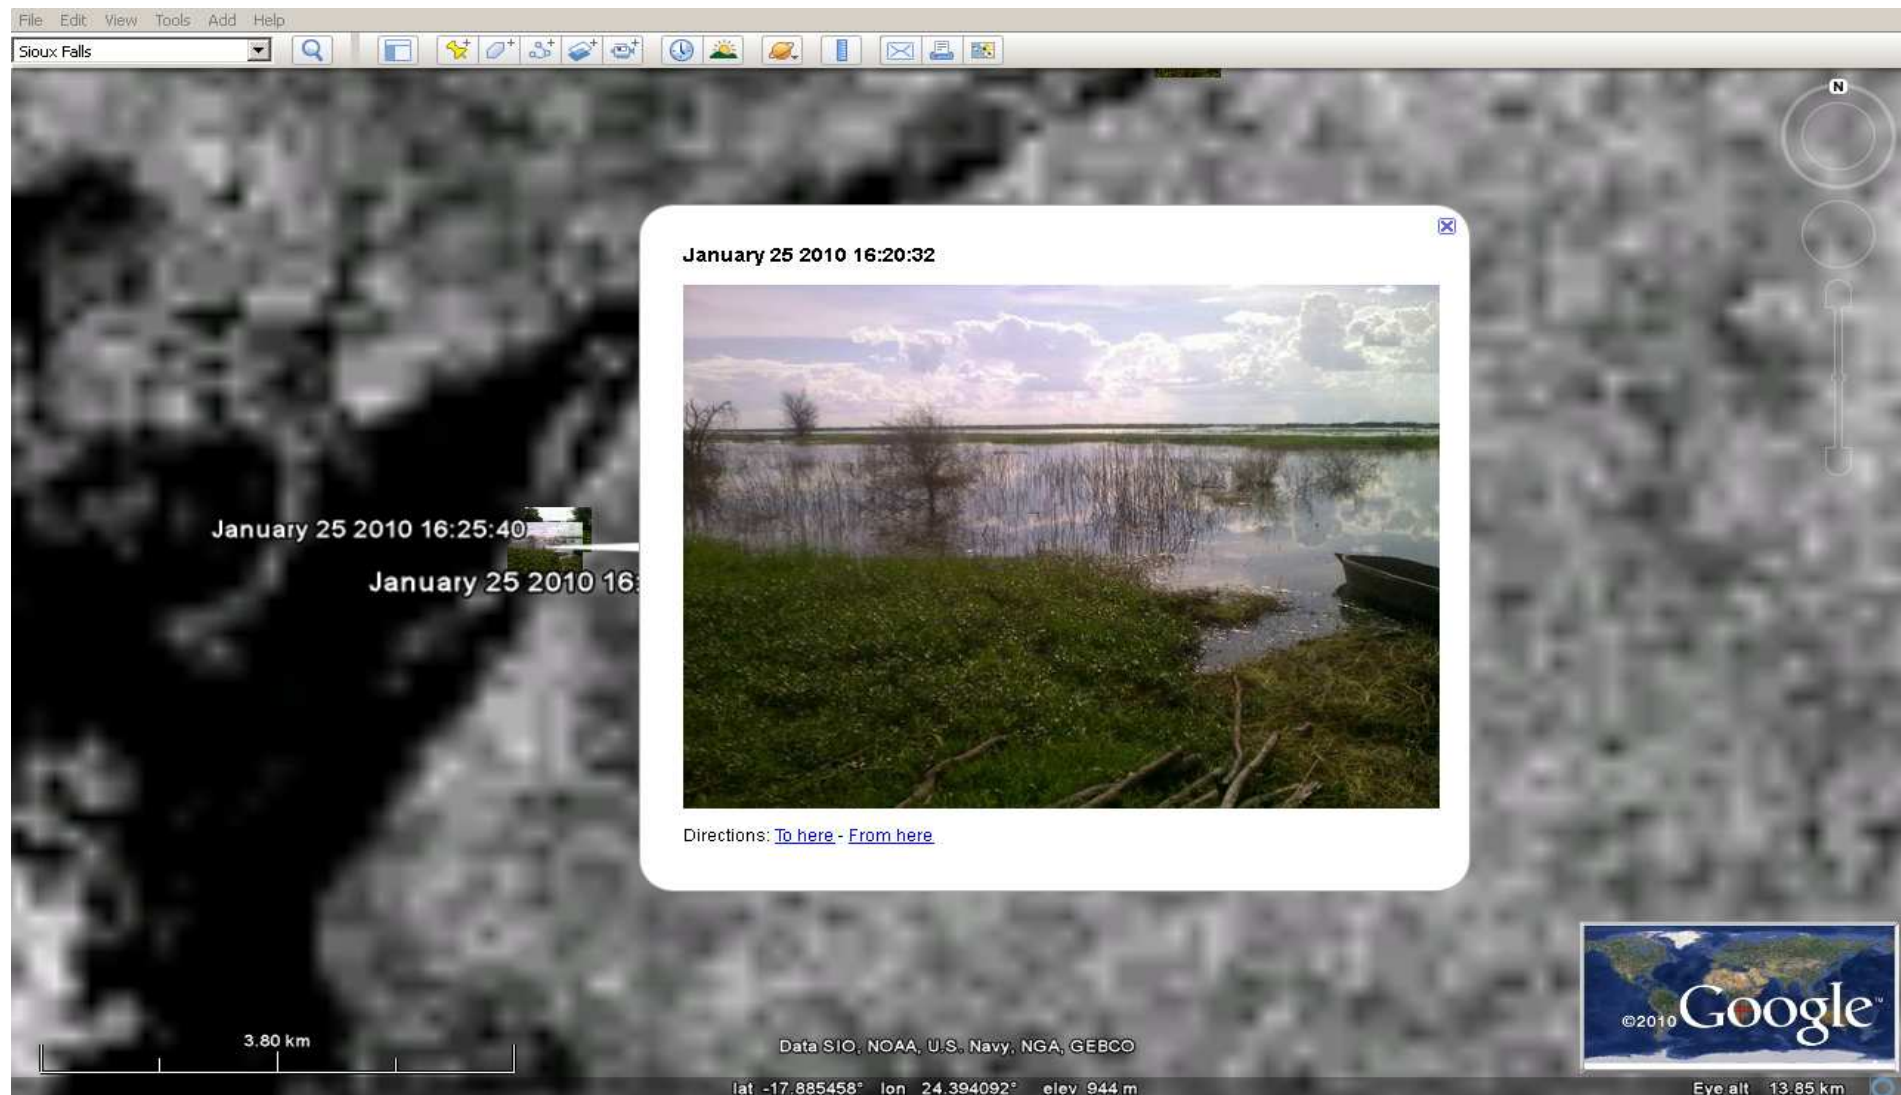 File Edit View Tools Add Help
Sioux Falls
N
January 25 2010 16:20:32
January 25 2010 16:25:40
January 25 2010 16:
Directions: To here - From here
3.80 km
Data SIO, NOAA, U.S. Navy, NGA, GEBCO
©2010 Google™
lat -17.885458° lon 24.394092° elev 944 m
Eye alt 13.85 km